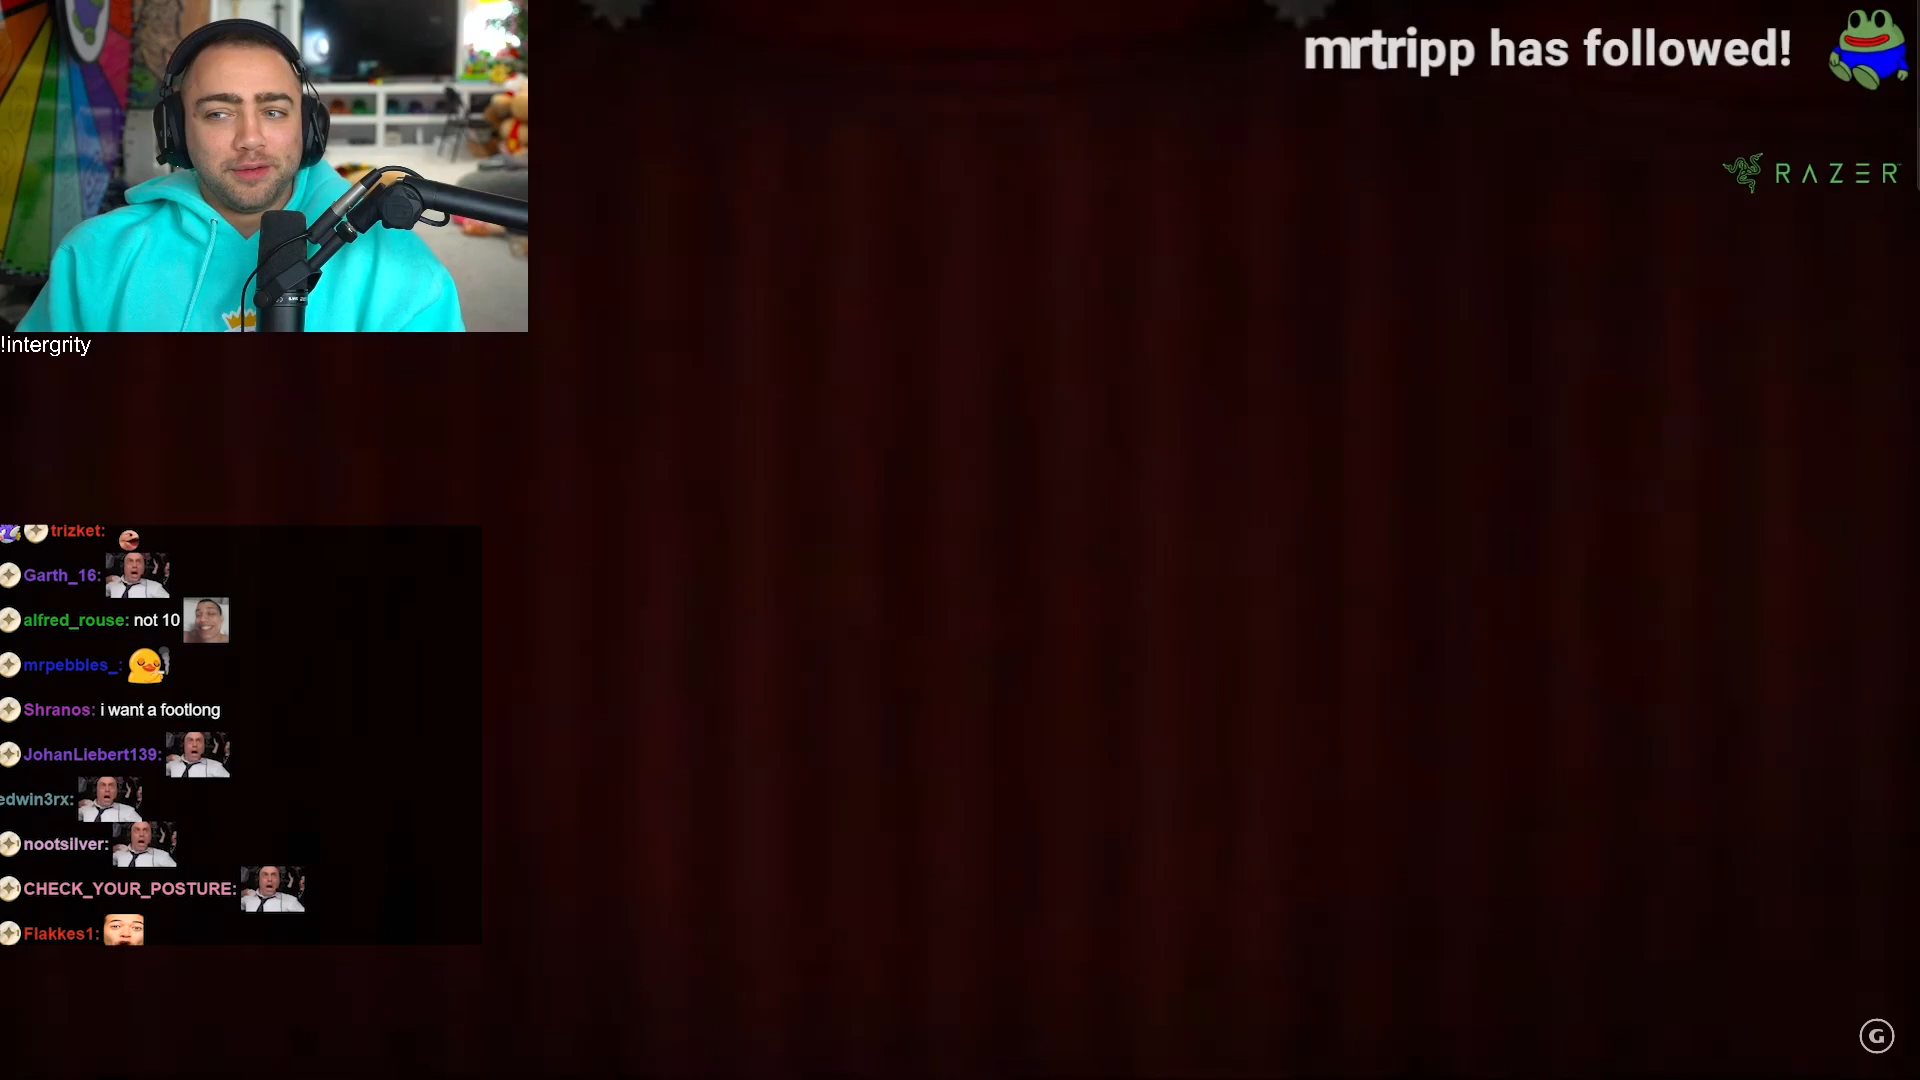 mrtripp has followed!
RAZER
!intergrity
trizket:
Garth_16:
alfred_rouse: not 10
mrpebbles_:
Shranos: i want a footlong
JohanLiebert139:
edwin3rx:
nootsilver:
CHECK_YOUR_POSTURE:
Flakkes1:
G